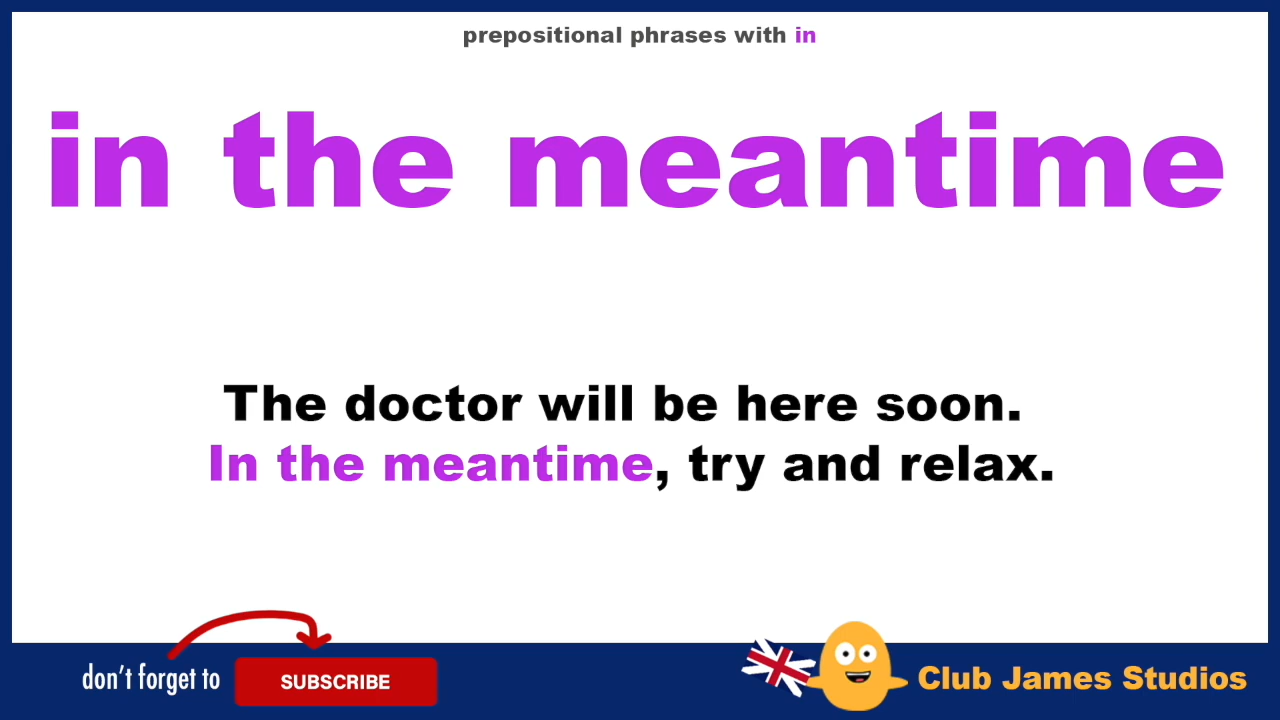 prepositional phrases with in
in the meantime
The doctor will be here soon.
In the meantime, try and relax.
don't forget to SUBSCRIBE
Club James Studios